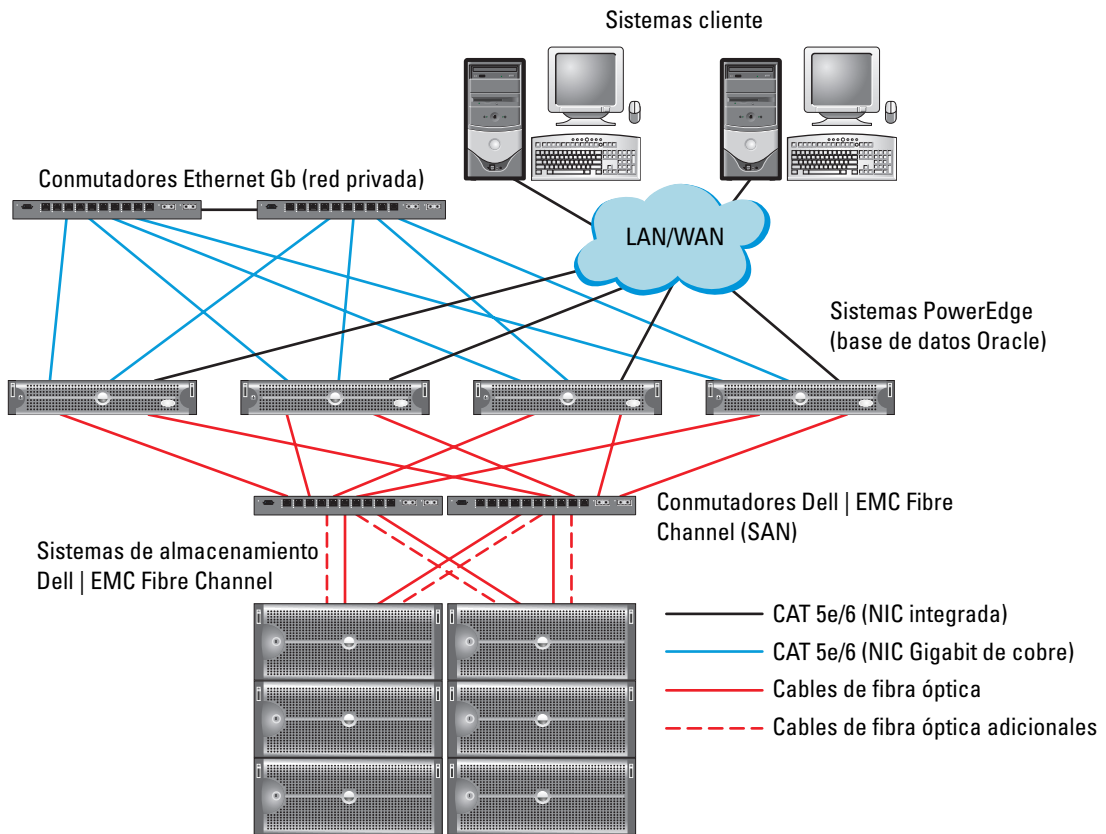 Sistemas cliente
Conmutadores Ethernet Gb (red privada)
LAN/WAN
Sistemas PowerEdge
(base de datos Oracle)
Conmutadores Dell | EMC Fibre
Channel (SAN)
Sistemas de almacenamiento
Dell | EMC Fibre Channel
CAT 5e/6 (NIC integrada)
CAT 5e/6 (NIC Gigabit de cobre)
Cables de fibra óptica
Cables de fibra óptica adicionales